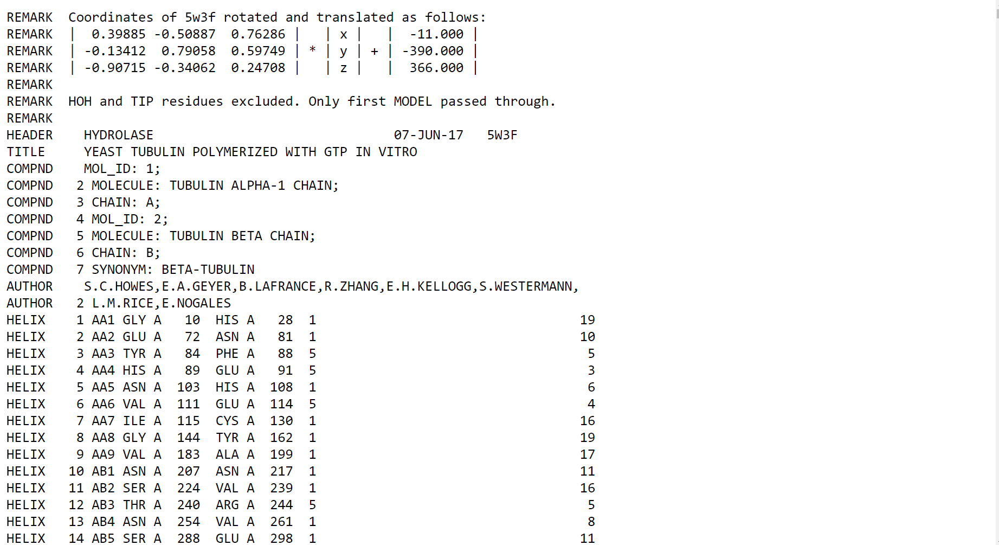 REMARK  Coordinates of 5w3f rotated and translated as follows:
REMARK  |  0.39885 -0.50887  0.76286 |   | x |   |  -11.000 |
REMARK  | -0.13412  0.79058  0.59749 | * | y | + | -390.000 |
REMARK  | -0.90715 -0.34062  0.24708 |   | z |   |  366.000 |
REMARK
REMARK  HOH and TIP residues excluded. Only first MODEL passed through.
REMARK
HEADER    HYDROLASE                               07-JUN-17   5W3F
TITLE     YEAST TUBULIN POLYMERIZED WITH GTP IN VITRO
COMPND    MOL_ID: 1;
COMPND   2 MOLECULE: TUBULIN ALPHA-1 CHAIN;
COMPND   3 CHAIN: A;
COMPND   4 MOL_ID: 2;
COMPND   5 MOLECULE: TUBULIN BETA CHAIN;
COMPND   6 CHAIN: B;
COMPND   7 SYNONYM: BETA-TUBULIN
AUTHOR    S.C.HOWES,E.A.GEYER,B.LAFRANCE,R.ZHANG,E.H.KELLOGG,S.WESTERMANN,
AUTHOR   2 L.M.RICE,E.NOGALES
HELIX    1 AA1 GLY A   10  HIS A   28  1                                  19
HELIX    2 AA2 GLU A   72  ASN A   81  1                                  10
HELIX    3 AA3 TYR A   84  PHE A   88  5                                   5
HELIX    4 AA4 HIS A   89  GLU A   91  5                                   3
HELIX    5 AA5 ASN A  103  HIS A  108  1                                   6
HELIX    6 AA6 VAL A  111  GLU A  114  5                                   4
HELIX    7 AA7 ILE A  115  CYS A  130  1                                  16
HELIX    8 AA8 GLY A  144  TYR A  162  1                                  19
HELIX    9 AA9 VAL A  183  ALA A  199  1                                  17
HELIX   10 AB1 ASN A  207  ASN A  217  1                                  11
HELIX   11 AB2 SER A  224  VAL A  239  1                                  16
HELIX   12 AB3 THR A  240  ARG A  244  5                                   5
HELIX   13 AB4 ASN A  254  VAL A  261  1                                   8
HELIX   14 AB5 SER A  288  GLU A  298  1                                  11